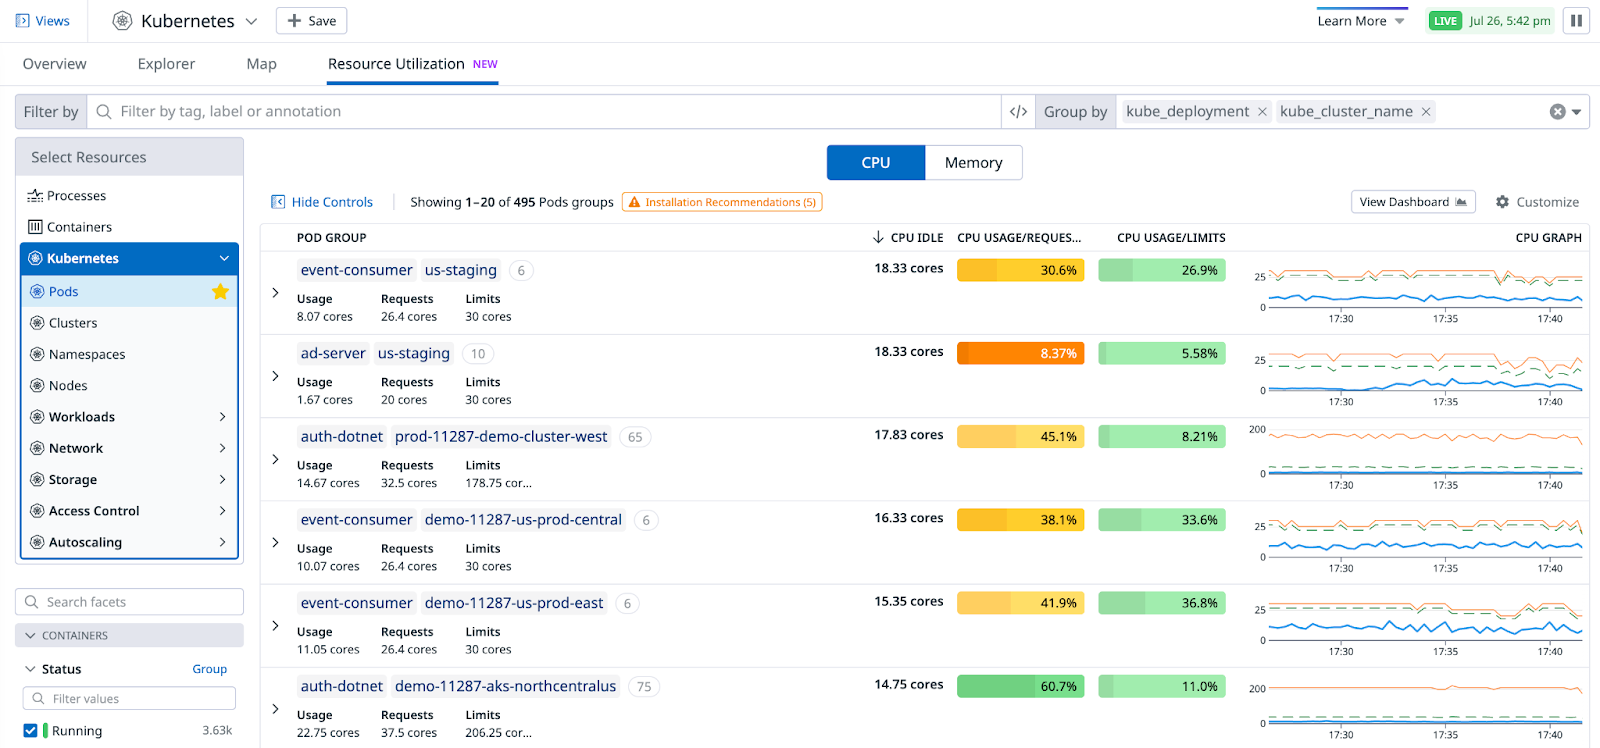 Views
Kubernetes
+ Save
Learn More
LIVE Jul 26, 5:42 pm
Overview Explorer Map Resource Utilization NEW
Filter by Filter by tag, label or annotation </> Group by kube_deployment × kube_cluster_name ×
Select Resources
Processes
Containers
Kubernetes
Pods
Clusters
Namespaces
Nodes
Workloads
Network
Storage
Access Control
Autoscaling
Search facets
CONTAINERS
Status Group
Filter values
Running 3.63k
CPU Memory
Hide Controls Showing 1–20 of 495 Pods groups Installation Recommendations (5) View Dashboard Customize
POD GROUP CPU IDLE CPU USAGE/REQUES... CPU USAGE/LIMITS CPU GRAPH
event-consumer us-staging 6 18.33 cores 30.6% 26.9%
Usage Requests Limits
8.07 cores 26.4 cores 30 cores
25
0
17:30 17:35 17:40
ad-server us-staging 10 18.33 cores 8.37% 5.58%
Usage Requests Limits
1.67 cores 20 cores 30 cores
25
0
17:30 17:35 17:40
auth-dotnet prod-11287-demo-cluster-west 65 17.83 cores 45.1% 8.21%
Usage Requests Limits
14.67 cores 32.5 cores 178.75 cor...
200
0
17:30 17:35 17:40
event-consumer demo-11287-us-prod-central 6 16.33 cores 38.1% 33.6%
Usage Requests Limits
10.07 cores 26.4 cores 30 cores
25
0
17:30 17:35 17:40
event-consumer demo-11287-us-prod-east 6 15.35 cores 41.9% 36.8%
Usage Requests Limits
11.05 cores 26.4 cores 30 cores
25
0
17:30 17:35 17:40
auth-dotnet demo-11287-aks-northcentralus 75 14.75 cores 60.7% 11.0%
Usage Requests Limits
22.75 cores 37.5 cores 206.25 cor...
200
0
17:30 17:35 17:40